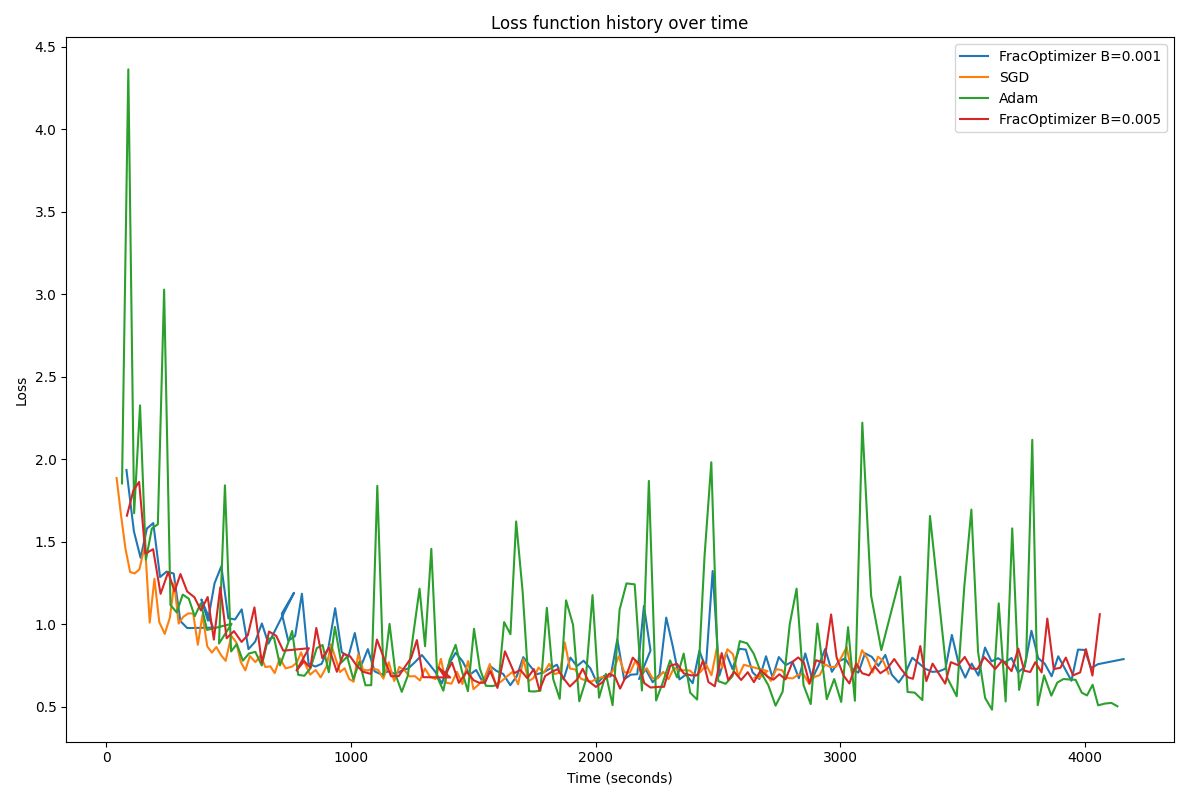 Loss function history over time
4.5
4.0
3.5
3.0
2.5
2.0
1.5
1.0
0.5
Loss
FracOptimizer B=0.001
SGD
Adam
FracOptimizer B=0.005
0 1000 2000 3000 4000
Time (seconds)